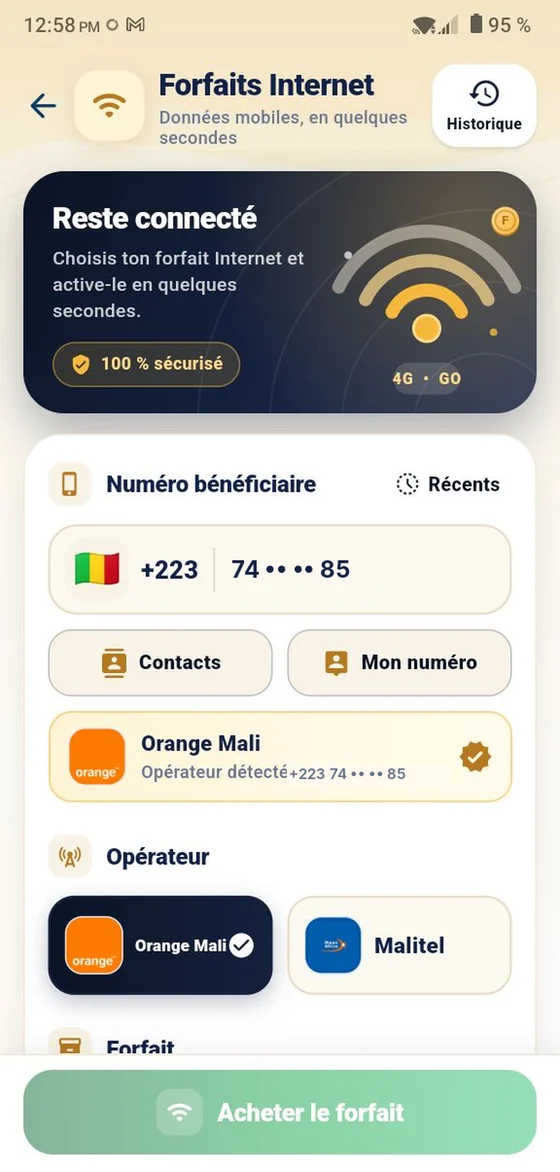 12:58 PM
95 %
Forfaits Internet
Données mobiles, en quelques
secondes
Historique
Reste connecté
Choisis ton forfait Internet et
active-le en quelques
secondes.
100 % sécurisé
F
4G • GO
Numéro bénéficiaire
Récents
+223 74 •• •• 85
Contacts
Mon numéro
orange™
Orange Mali
Opérateur détecté +223 74 •• •• 85
Opérateur
orange™
Orange Mali
Malitel
Forfait
Acheter le forfait